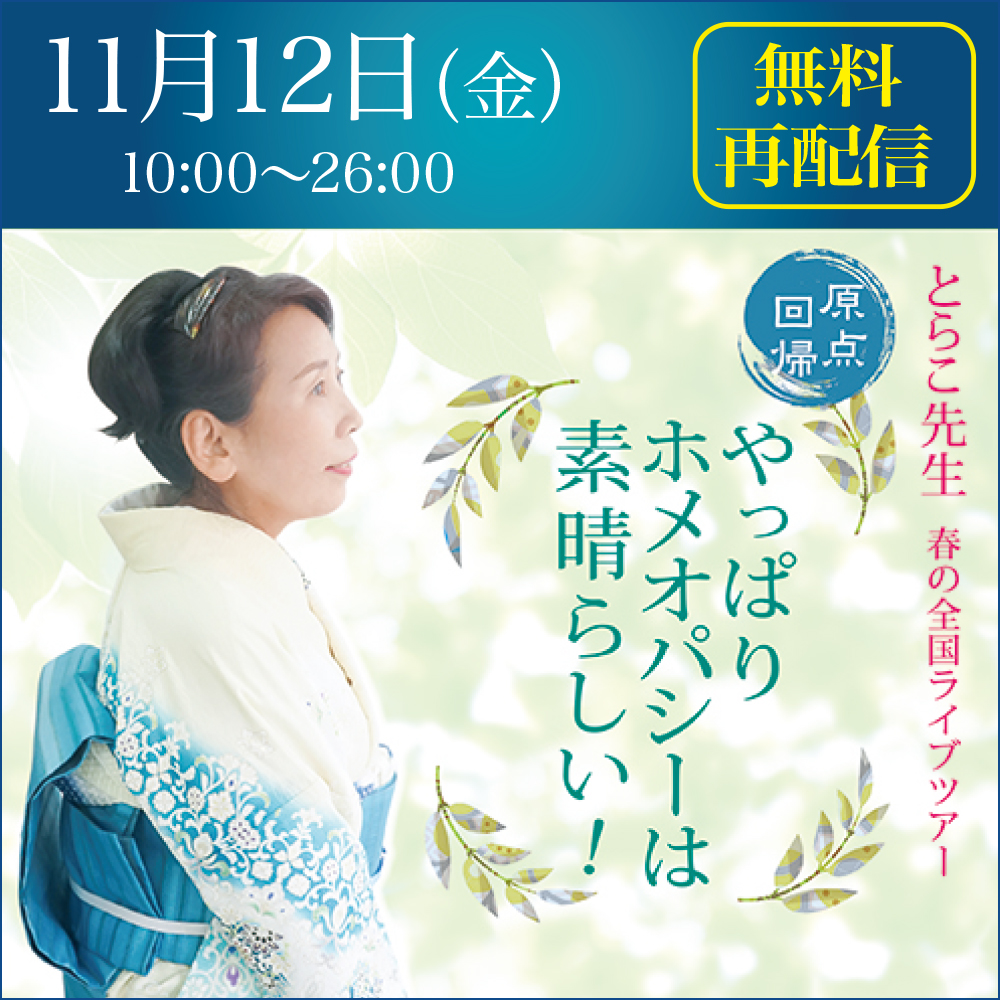 11月12日(金)
10:00～26:00
無料
再配信
とらこ先生 春の全国ライブツアー
原点
回帰
やっぱり
ホメオパシーは
素晴らしい！